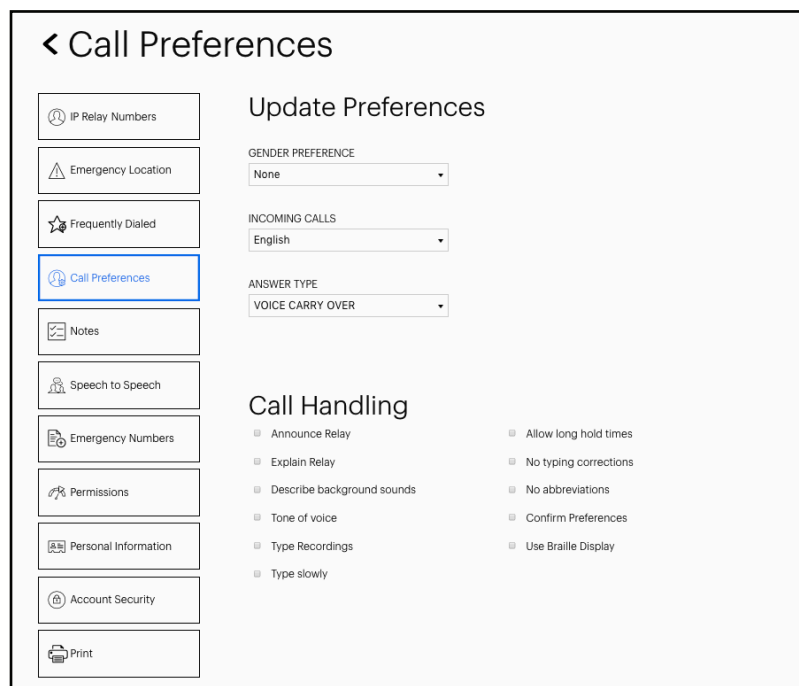 Call Preferences
IP Relay Numbers
Emergency Location
Frequently Dialed
Call Preferences
Notes
Speech to Speech
Emergency Numbers
Permissions
Personal Information
Account Security
Print
Update Preferences
GENDER PREFERENCE
None
INCOMING CALLS
English
ANSWER TYPE
VOICE CARRY OVER
Call Handling
Announce Relay
Explain Relay
Describe background sounds
Tone of voice
Type Recordings
Type slowly
Allow long hold times
No typing corrections
No abbreviations
Confirm Preferences
Use Braille Display